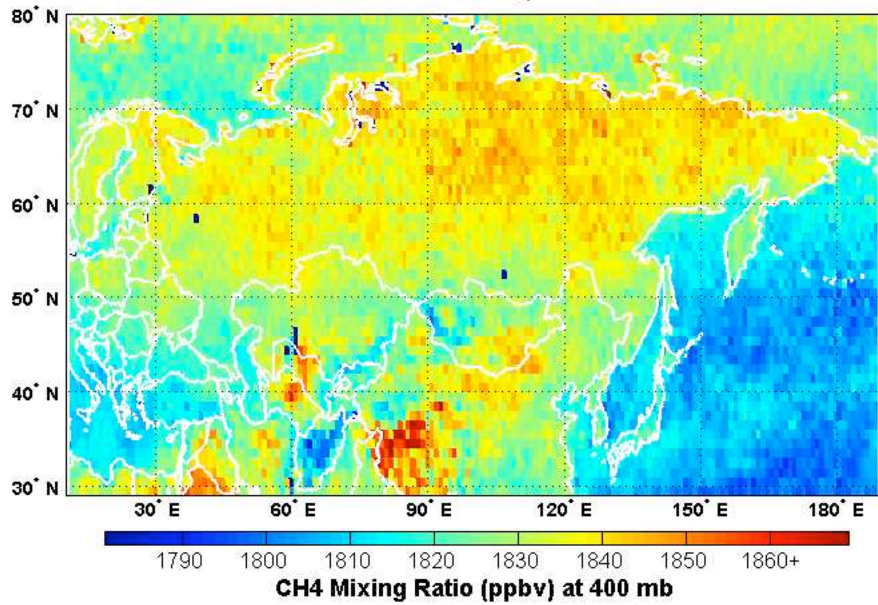 80° N
70° N
60° N
50° N
40° N
30° N
30° E 60° E 90° E 120° E 150° E 180° E
1790 1800 1810 1820 1830 1840 1850 1860+
CH4 Mixing Ratio (ppbv) at 400 mb